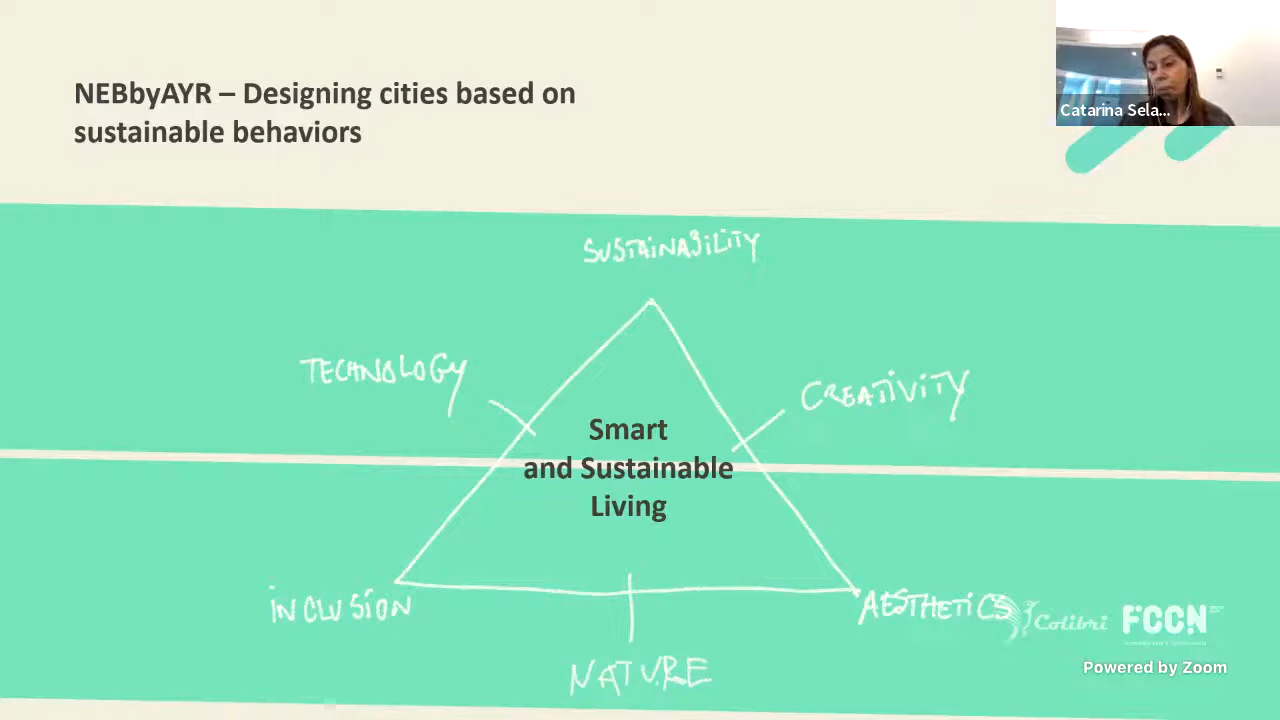 NEBbyAYR – Designing cities based on
sustainable behaviors
Catarina Sela...
SUSTAINABILITY
TECHNOLOGY
CREATIVITY
Smart
and Sustainable
Living
INCLUSION
AESTHETICS
Colibri FCCN
NATURE
Powered by Zoom